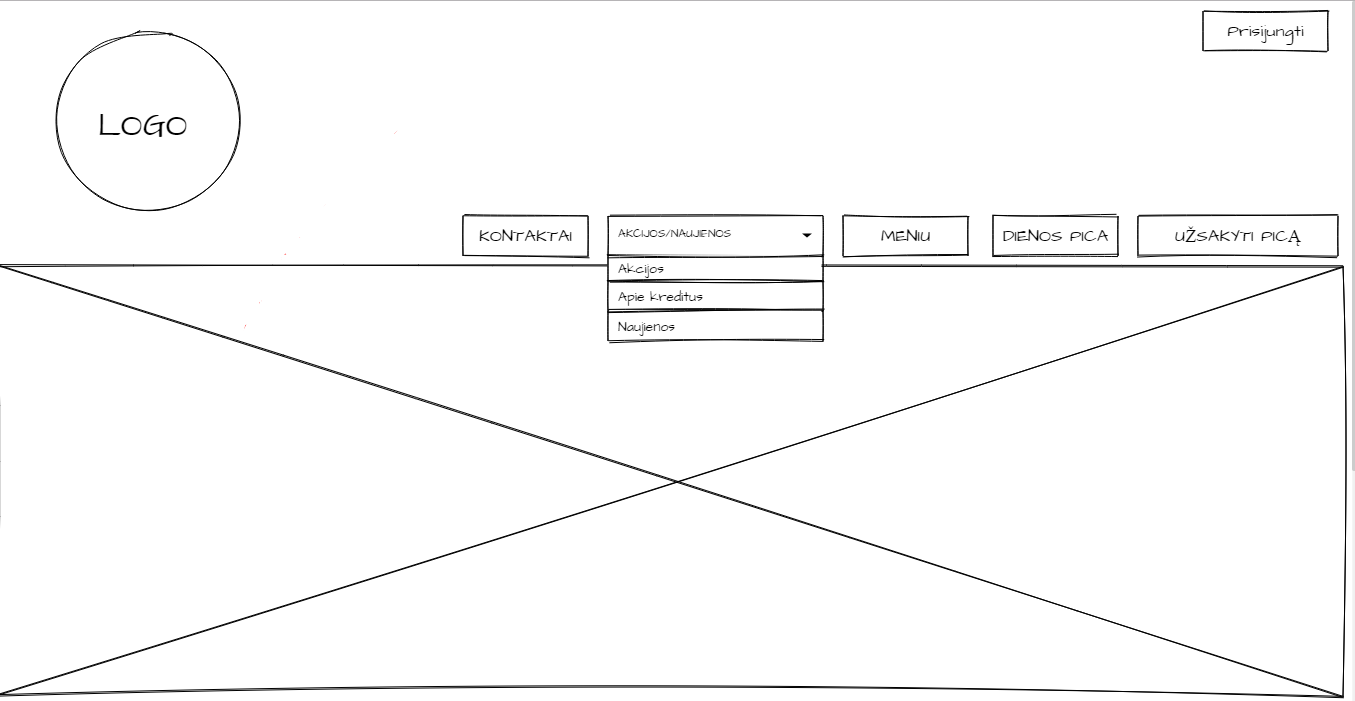 Prisijungti
LOGO
KONTAKTAI
AKCIJOS/NAUJIENOS
MENIU
DIENOS PICA
UŽSAKYTI PICĄ
Akcijos
Apie kreditus
Naujienos